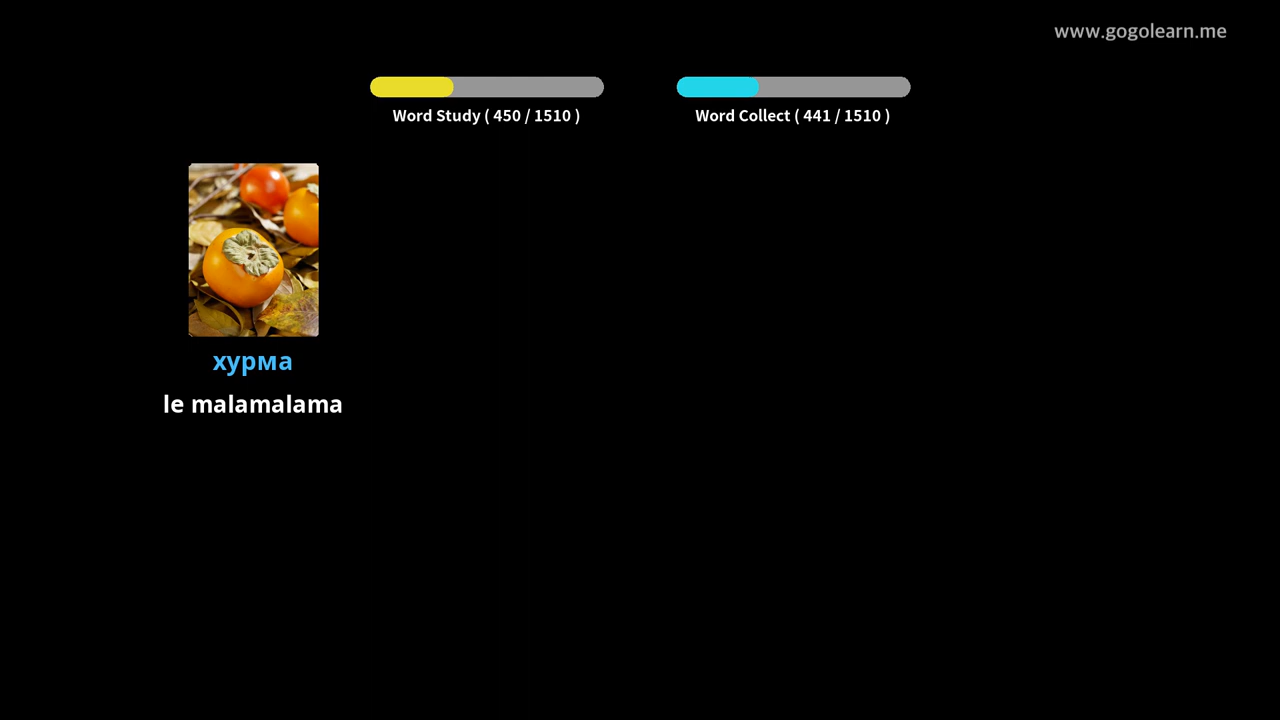 www.gogolearn.me
Word Study ( 450 / 1510 )
Word Collect ( 441 / 1510 )
хурма
le malamalama